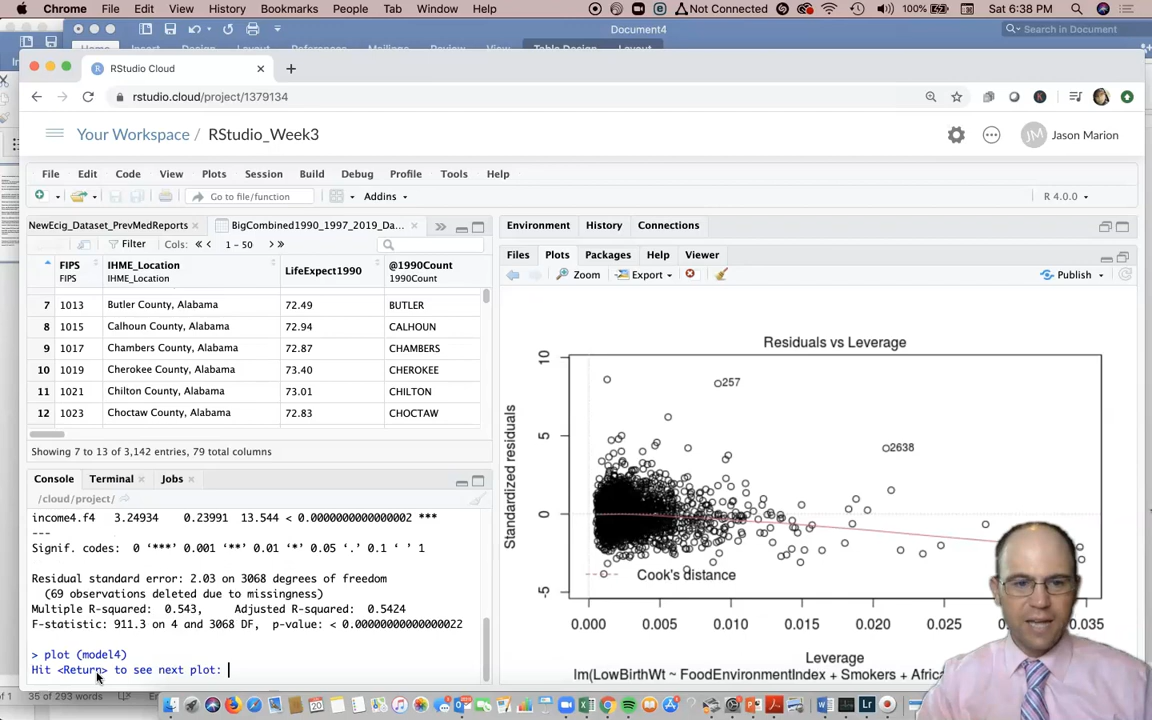 Chrome File Edit View History Bookmarks People Tab Window Help Not Connected 100% Sat 6:38 PM
Document4 Search in Document
RStudio Cloud
rstudio.cloud/project/1379134
Your Workspace / RStudio_Week3 JM Jason Marion
File Edit Code View Plots Session Build Debug Profile Tools Help
Go to file/function Addins R 4.0.0
NewEcig_Dataset_PrevMedReports BigCombined1990_1997_2019_Da...
Filter Cols: 1 - 50
FIPS IHME_Location LifeExpect1990 @1990Count
FIPS IHME_Location 1990Count
7 1013 Butler County, Alabama 72.49 BUTLER
8 1015 Calhoun County, Alabama 72.94 CALHOUN
9 1017 Chambers County, Alabama 72.87 CHAMBERS
10 1019 Cherokee County, Alabama 73.40 CHEROKEE
11 1021 Chilton County, Alabama 73.01 CHILTON
12 1023 Choctaw County, Alabama 72.83 CHOCTAW
Showing 7 to 13 of 3,142 entries, 79 total columns
Console Terminal Jobs
/cloud/project/
income4.f4 3.24934 0.23991 13.544 < 0.0000000000000002 ***
---
Signif. codes: 0 ‘***’ 0.001 ‘**’ 0.01 ‘*’ 0.05 ‘.’ 0.1 ‘ ’ 1
Residual standard error: 2.03 on 3068 degrees of freedom
(69 observations deleted due to missingness)
Multiple R-squared: 0.543, Adjusted R-squared: 0.5424
F-statistic: 911.3 on 4 and 3068 DF, p-value: < 0.00000000000000022
> plot (model4)
Hit <Return> to see next plot:
Environment History Connections
Files Plots Packages Help Viewer
Zoom Export Publish
Residuals vs Leverage
10
257
5
2638
Standardized residuals
0
Cook's distance
-5
0.000 0.005 0.010 0.015 0.020 0.025 0.035
Leverage
lm(LowBirthWt ~ FoodEnvironmentIndex + Smokers +
35 of 293 words